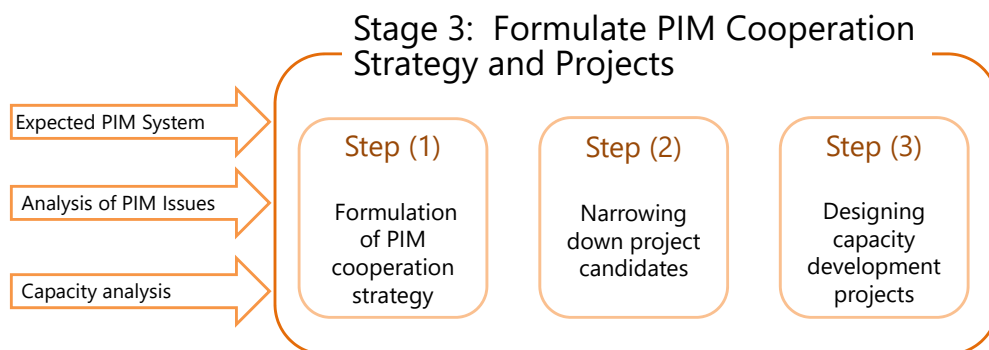 Stage 3:  Formulate PIM Cooperation
Strategy and Projects
Expected PIM System
Analysis of PIM Issues
Capacity analysis
Step (1)
Formulation
of PIM
cooperation
strategy
Step (2)
Narrowing
down project
candidates
Step (3)
Designing
capacity
development
projects